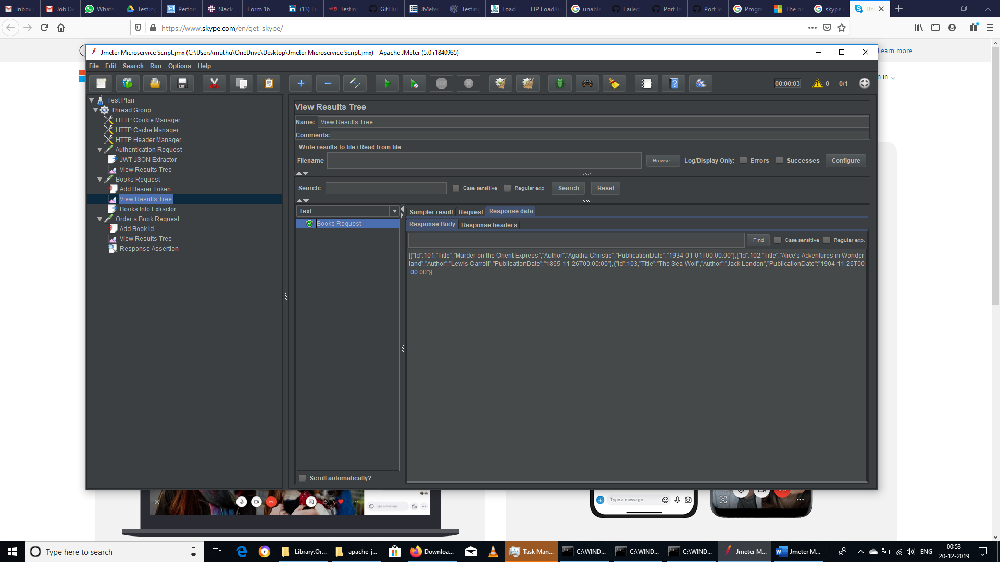 Inbox
Job De
Whats
Testing
Perfor
Slack
Form 16
(13) Li
Testing
GitHub
JMeter
Testing
Load T
HP LoadRu
unable
Failed
Port lo
Port lo
Progra
The na
skype
Do
https://www.skype.com/en/get-skype/
Learn more
Jmeter Microservice Script.jmx (C:\Users\muthu\OneDrive\Desktop\Jmeter Microservice Script.jmx) - Apache JMeter (5.0 r1840935)
File Edit Search Run Options Help
n in
STOP
00:00:03 0 0/1
Test Plan
Thread Group
HTTP Cookie Manager
HTTP Cache Manager
HTTP Header Manager
Authentication Request
JWT JSON Extractor
View Results Tree
Books Request
Add Bearer Token
View Results Tree
Books Info Extractor
Order a Book Request
Add Book Id
View Results Tree
Response Assertion
View Results Tree
Name: View Results Tree
Comments:
Write results to file / Read from file
Filename Browse... Log/Display Only: Errors Successes Configure
Search: Case sensitive Regular exp. Search Reset
Text
Books Request
Scroll automatically?
Sampler result Request Response data
Response Body Response headers
Find Case sensitive Regular exp.
[{"Id":101,"Title":"Murder on the Orient Express","Author":"Agatha Christie","PublicationDate":"1934-01-01T00:00:00"},{"Id":102,"Title":"Alice's Adventures in Wonder
land","Author":"Lewis Carroll","PublicationDate":"1865-11-26T00:00:00"},{"Id":103,"Title":"The Sea-Wolf","Author":"Jack London","PublicationDate":"1904-11-26T00
:00:00"}]
Type a message
Type a message
Type here to search
Library.Or...
apache-j...
Downloa...
Task Man...
C:\WIND...
C:\WIND...
C:\WIND...
Jmeter M...
Jmeter M...
ENG
00:53
20-12-2019